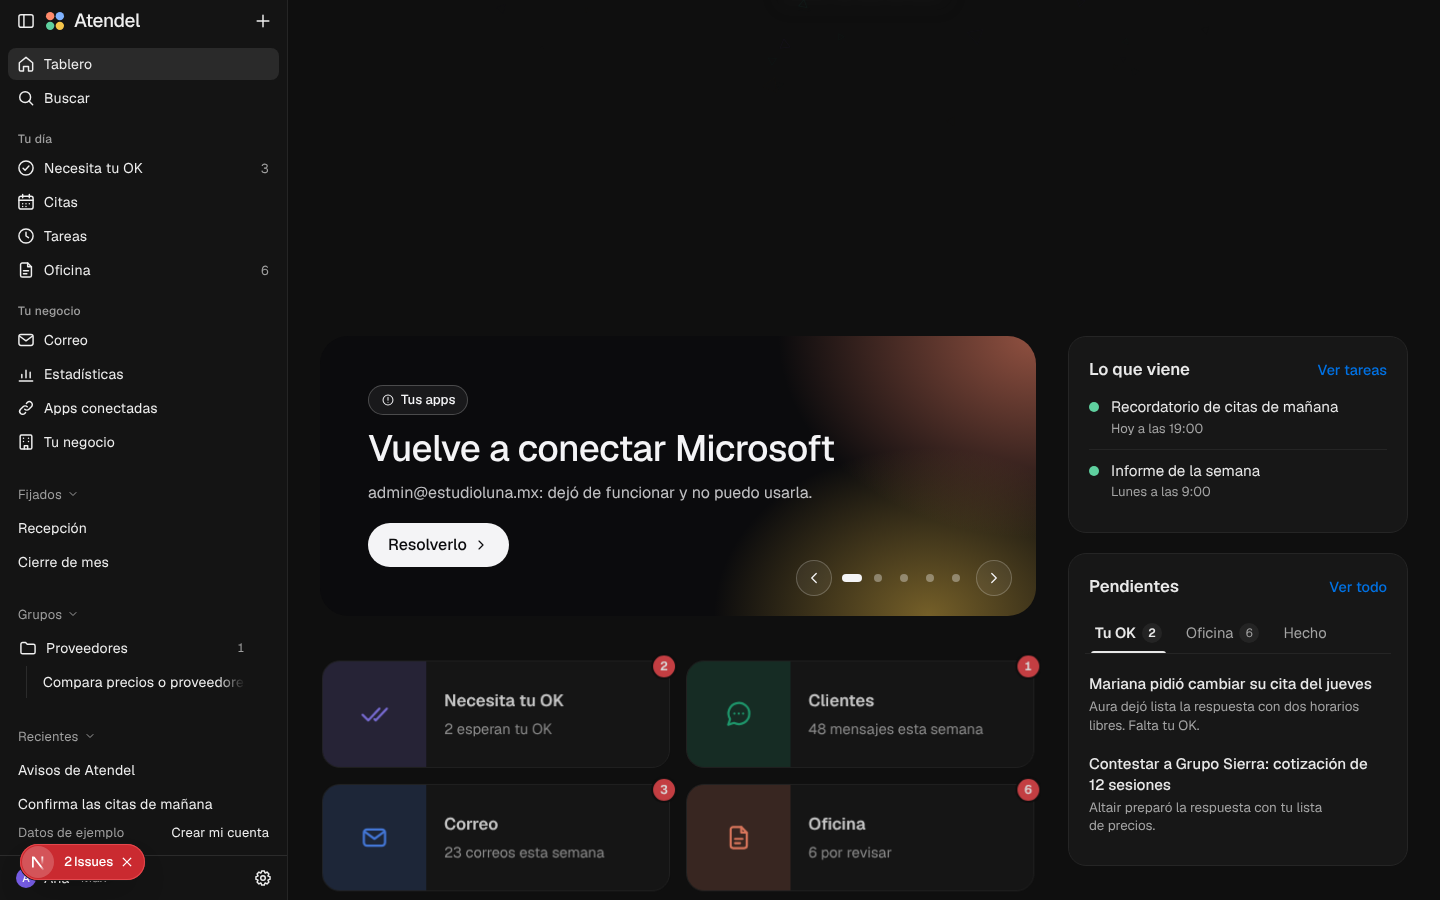 Atendel
Tablero
Buscar
Tu día
Necesita tu OK 3
Citas
Tareas
Oficina 6
Tu negocio
Correo
Estadísticas
Apps conectadas
Tu negocio
Fijados
Recepción
Cierre de mes
Grupos
Proveedores 1
Compara precios o proveedore
Recientes
Avisos de Atendel
Confirma las citas de mañana
Datos de ejemplo Crear mi cuenta
N 2 Issues
Tus apps
Vuelve a conectar Microsoft
admin@estudioluna.mx: dejó de funcionar y no puedo usarla.
Resolverlo
2
Necesita tu OK
2 esperan tu OK
1
Clientes
48 mensajes esta semana
3
Correo
23 correos esta semana
6
Oficina
6 por revisar
Lo que viene Ver tareas
Recordatorio de citas de mañana
Hoy a las 19:00
Informe de la semana
Lunes a las 9:00
Pendientes Ver todo
Tu OK 2 Oficina 6 Hecho
Mariana pidió cambiar su cita del jueves
Aura dejó lista la respuesta con dos horarios
libres. Falta tu OK.
Contestar a Grupo Sierra: cotización de
12 sesiones
Altair preparó la respuesta con tu lista
de precios.